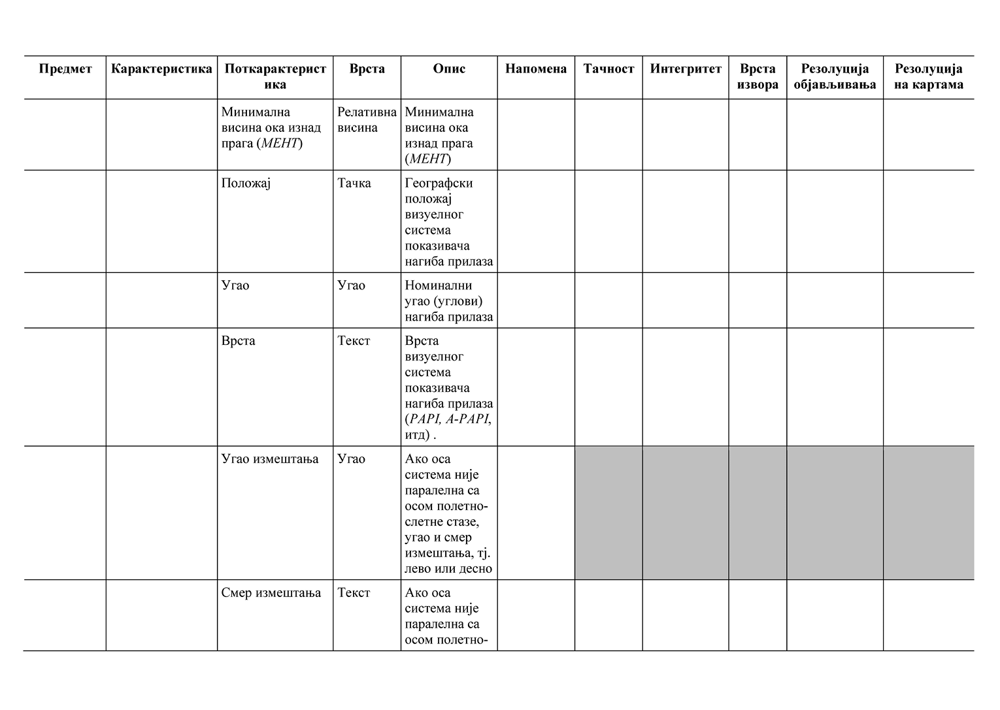 Предмет Карактеристика Поткарактерист Врста Опис Напомена Тачност Интегритет Врста Резолуција Резолуција
ика извора објављивања на картама
Минимална Релативна Минимална
висина ока изнад висина висина ока
прага (MEHT) изнад прага
(MEHT)
Положај Тачка Географски
положај
визуелног
система
показивача
нагиба прилаза
Угао Угао Номинални
угао (углови)
нагиба прилаза
Врста Текст Врста
визуелног
система
показивача
нагиба прилаза
(PAPI, A-PAPI,
итд) .
Угао измештања Угао Ако оса
система није
паралелна са
осом полетно-
слетне стазе,
угао и смер
измештања, тј.
лево или десно
Смер измештања Текст Ако оса
система није
паралелна са
осом полетно-